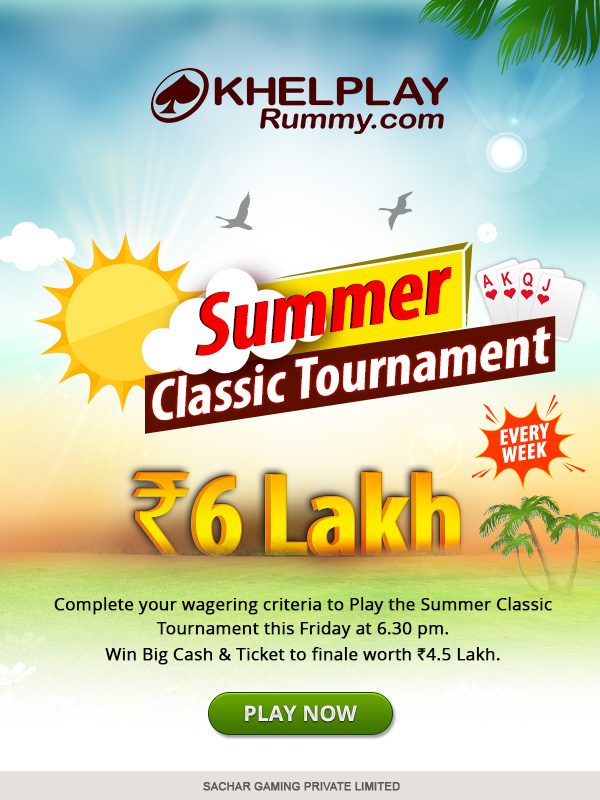 KHELPLAY
Rummy.com
Summer
A K Q J
Classic Tournament
EVERY
WEEK
₹6 Lakh
Complete your wagering criteria to Play the Summer Classic
Tournament this Friday at 6.30 pm.
Win Big Cash & Ticket to finale worth ₹4.5 Lakh.
PLAY NOW
SACHAR GAMING PRIVATE LIMITED